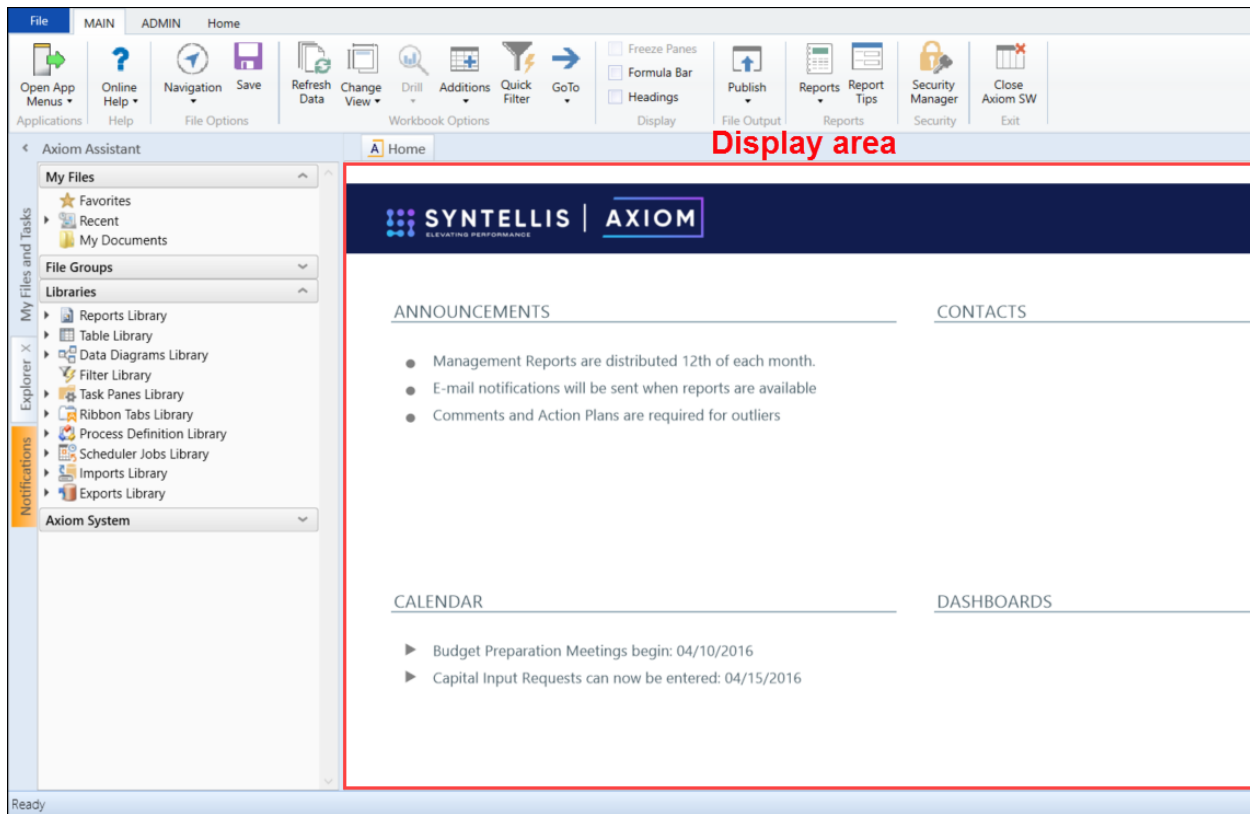 File MAIN ADMIN Home
Open App Menus
Online Help
Navigation
Save
Refresh Data
Change View
Drill
Additions
Quick Filter
GoTo
Freeze Panes
Formula Bar
Headings
Publish
Reports
Report Tips
Security Manager
Close Axiom SW
Applications Help File Options Workbook Options Display File Output Reports Security Exit
Display area
Axiom Assistant
A Home
My Files and Tasks
Explorer
Notifications
My Files
Favorites
Recent
My Documents
File Groups
Libraries
Reports Library
Table Library
Data Diagrams Library
Filter Library
Task Panes Library
Ribbon Tabs Library
Process Definition Library
Scheduler Jobs Library
Imports Library
Exports Library
Axiom System
SYNTELLIS | AXIOM
ELEVATING PERFORMANCE
ANNOUNCEMENTS
Management Reports are distributed 12th of each month.
E-mail notifications will be sent when reports are available
Comments and Action Plans are required for outliers
CONTACTS
CALENDAR
Budget Preparation Meetings begin: 04/10/2016
Capital Input Requests can now be entered: 04/15/2016
DASHBOARDS
Ready